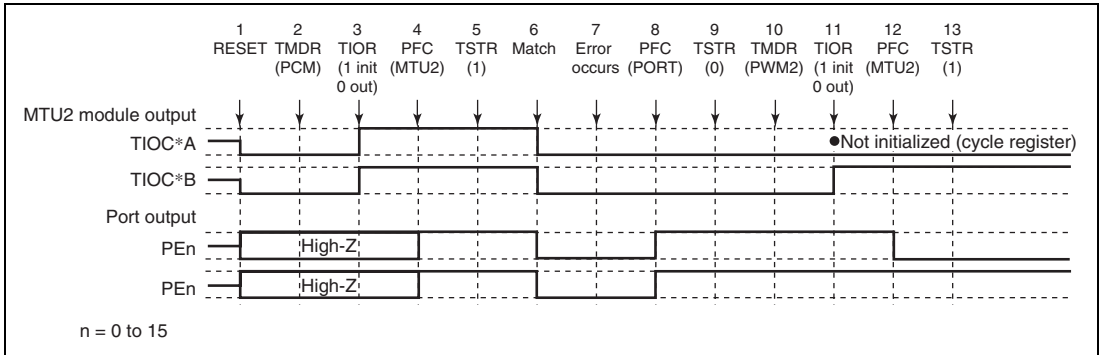 1 2 3 4 5 6 7 8 9 10 11 12 13
RESET TMDR TIOR PFC TSTR Match Error PFC TSTR TMDR TIOR PFC TSTR
(PCM) (1 init (MTU2) (1) occurs (PORT) (0) (PWM2) (1 init (MTU2) (1)
0 out) 0 out)
MTU2 module output
TIOC*A ●Not initialized (cycle register)
TIOC*B
Port output
PEn High-Z
PEn High-Z
n = 0 to 15